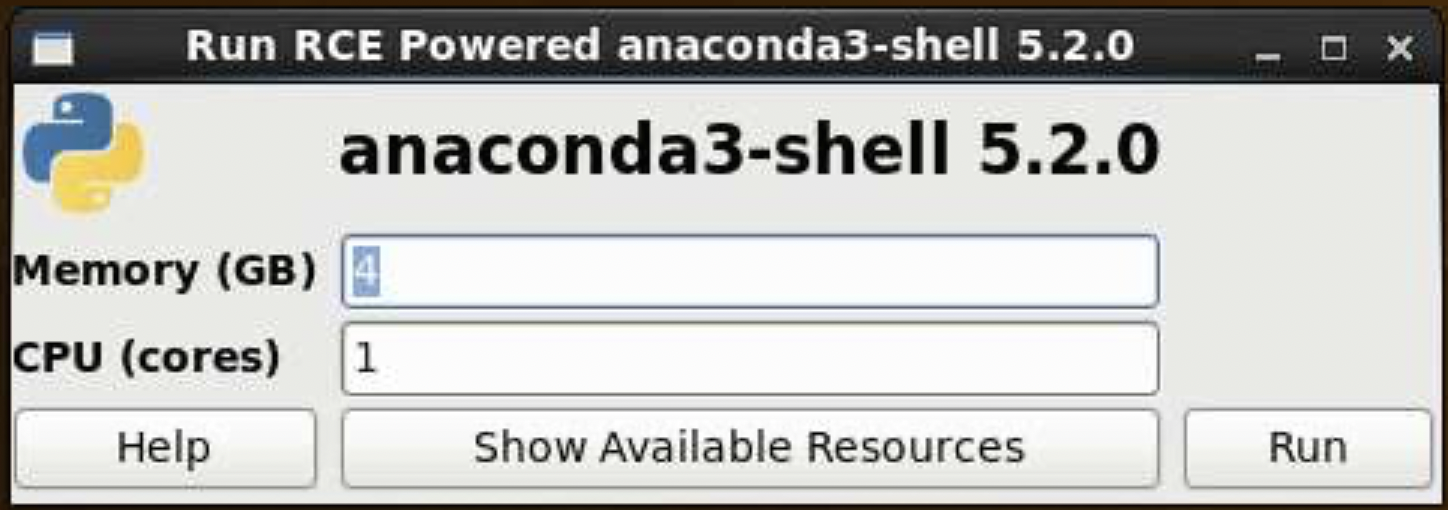 Run RCE Powered anaconda3-shell 5.2.0
anaconda3-shell 5.2.0
Memory (GB) 4
CPU (cores) 1
Help Show Available Resources Run